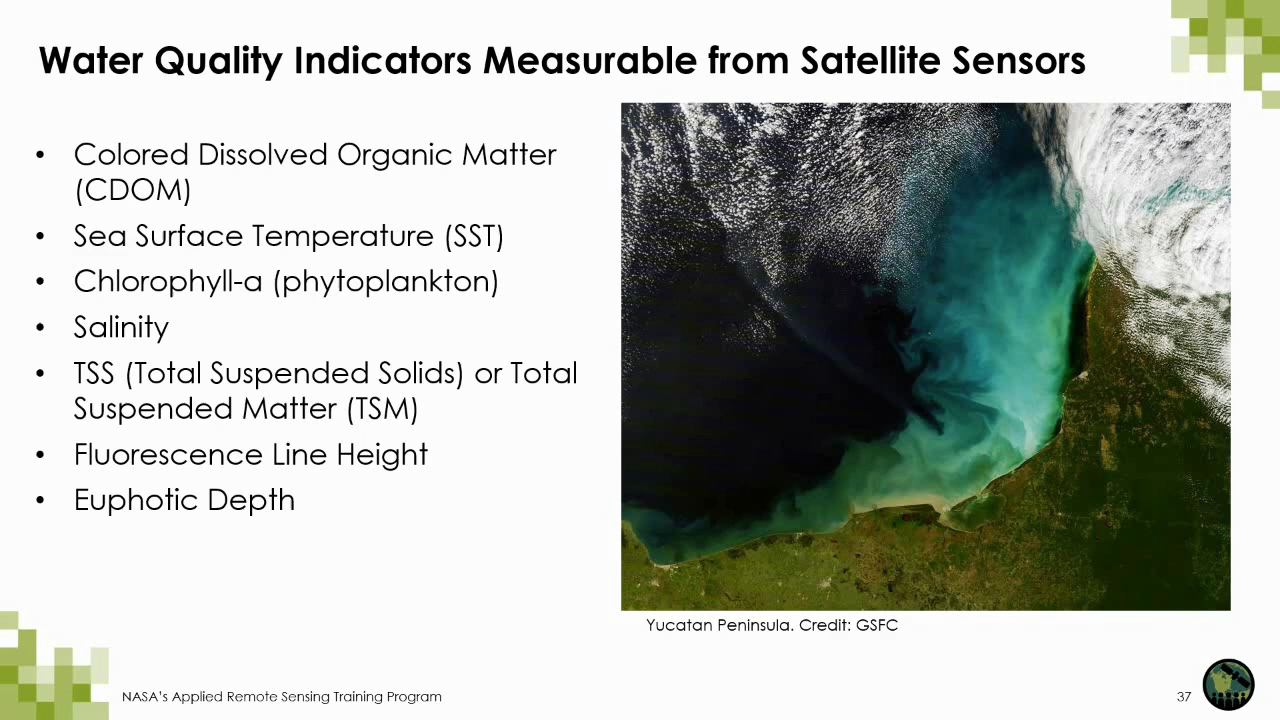 Water Quality Indicators Measurable from Satellite Sensors
• Colored Dissolved Organic Matter
(CDOM)
• Sea Surface Temperature (SST)
• Chlorophyll-a (phytoplankton)
• Salinity
• TSS (Total Suspended Solids) or Total
Suspended Matter (TSM)
• Fluorescence Line Height
• Euphotic Depth
Yucatan Peninsula. Credit: GSFC
NASA's Applied Remote Sensing Training Program
37